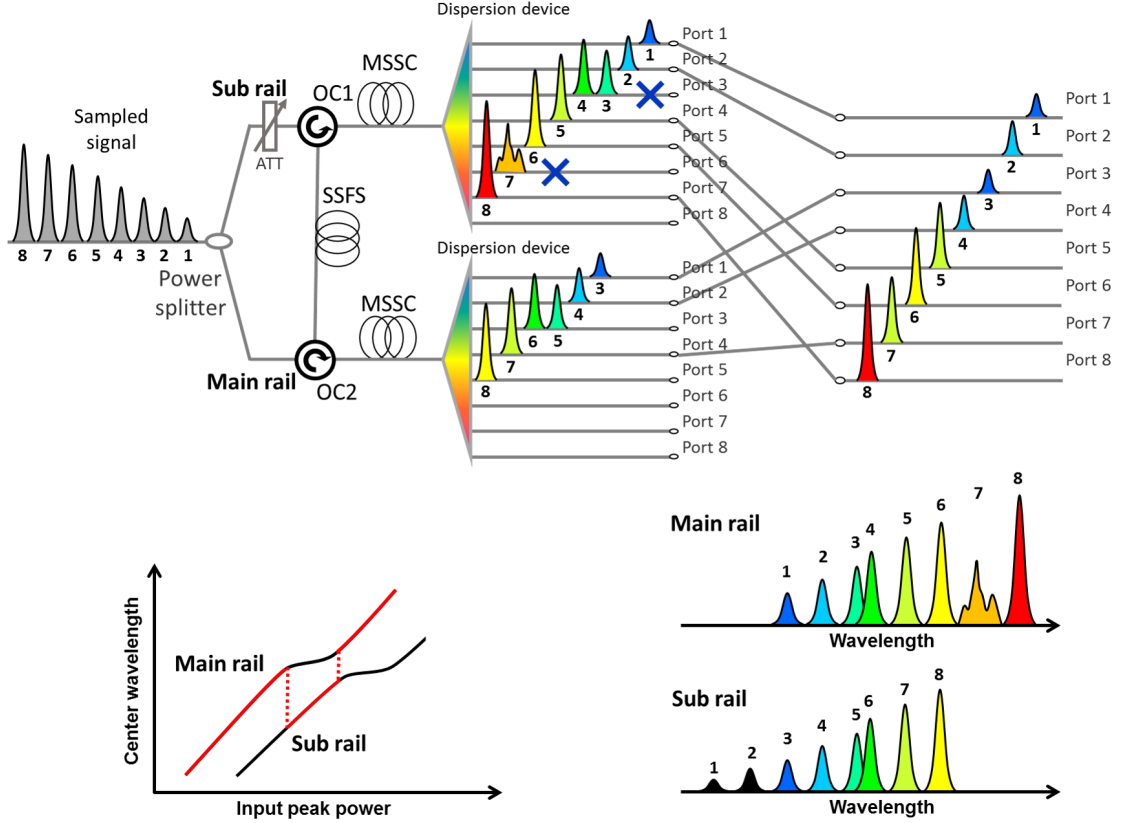 Dispersion device
Port 1
Port 2
Port 3
Port 4
Port 5
Port 6
Port 7
Port 8
1
2
3
4
5
6
7
8
MSSC
Sub rail
OC1
ATT
Sampled
signal
8 7 6 5 4 3 2 1
Power
splitter
SSFS
MSSC
Main rail
OC2
Dispersion device
Port 1
Port 2
Port 3
Port 4
Port 5
Port 6
Port 7
Port 8
3
4
5
6
7
8
Port 1
Port 2
Port 3
Port 4
Port 5
Port 6
Port 7
Port 8
1
2
3
4
5
6
7
8
Center wavelength
Main rail
Sub rail
Input peak power
Main rail
1 2 3 4 5 6 7 8
Wavelength
Sub rail
1 2 3 4 5 6 7 8
Wavelength